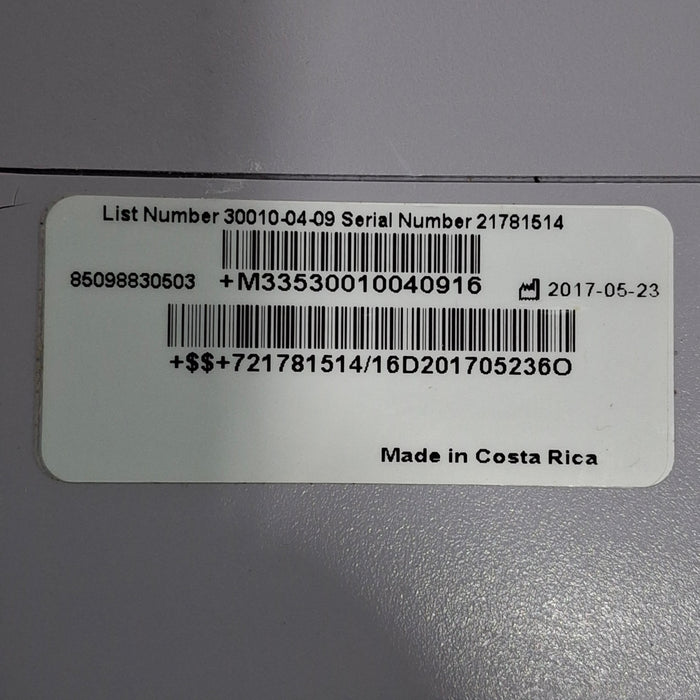 List Number 30010-04-09 Serial Number 21781514
85098830503 +M33530010040916 2017-05-23
+$$+721781514/16D201705236O
Made in Costa Rica